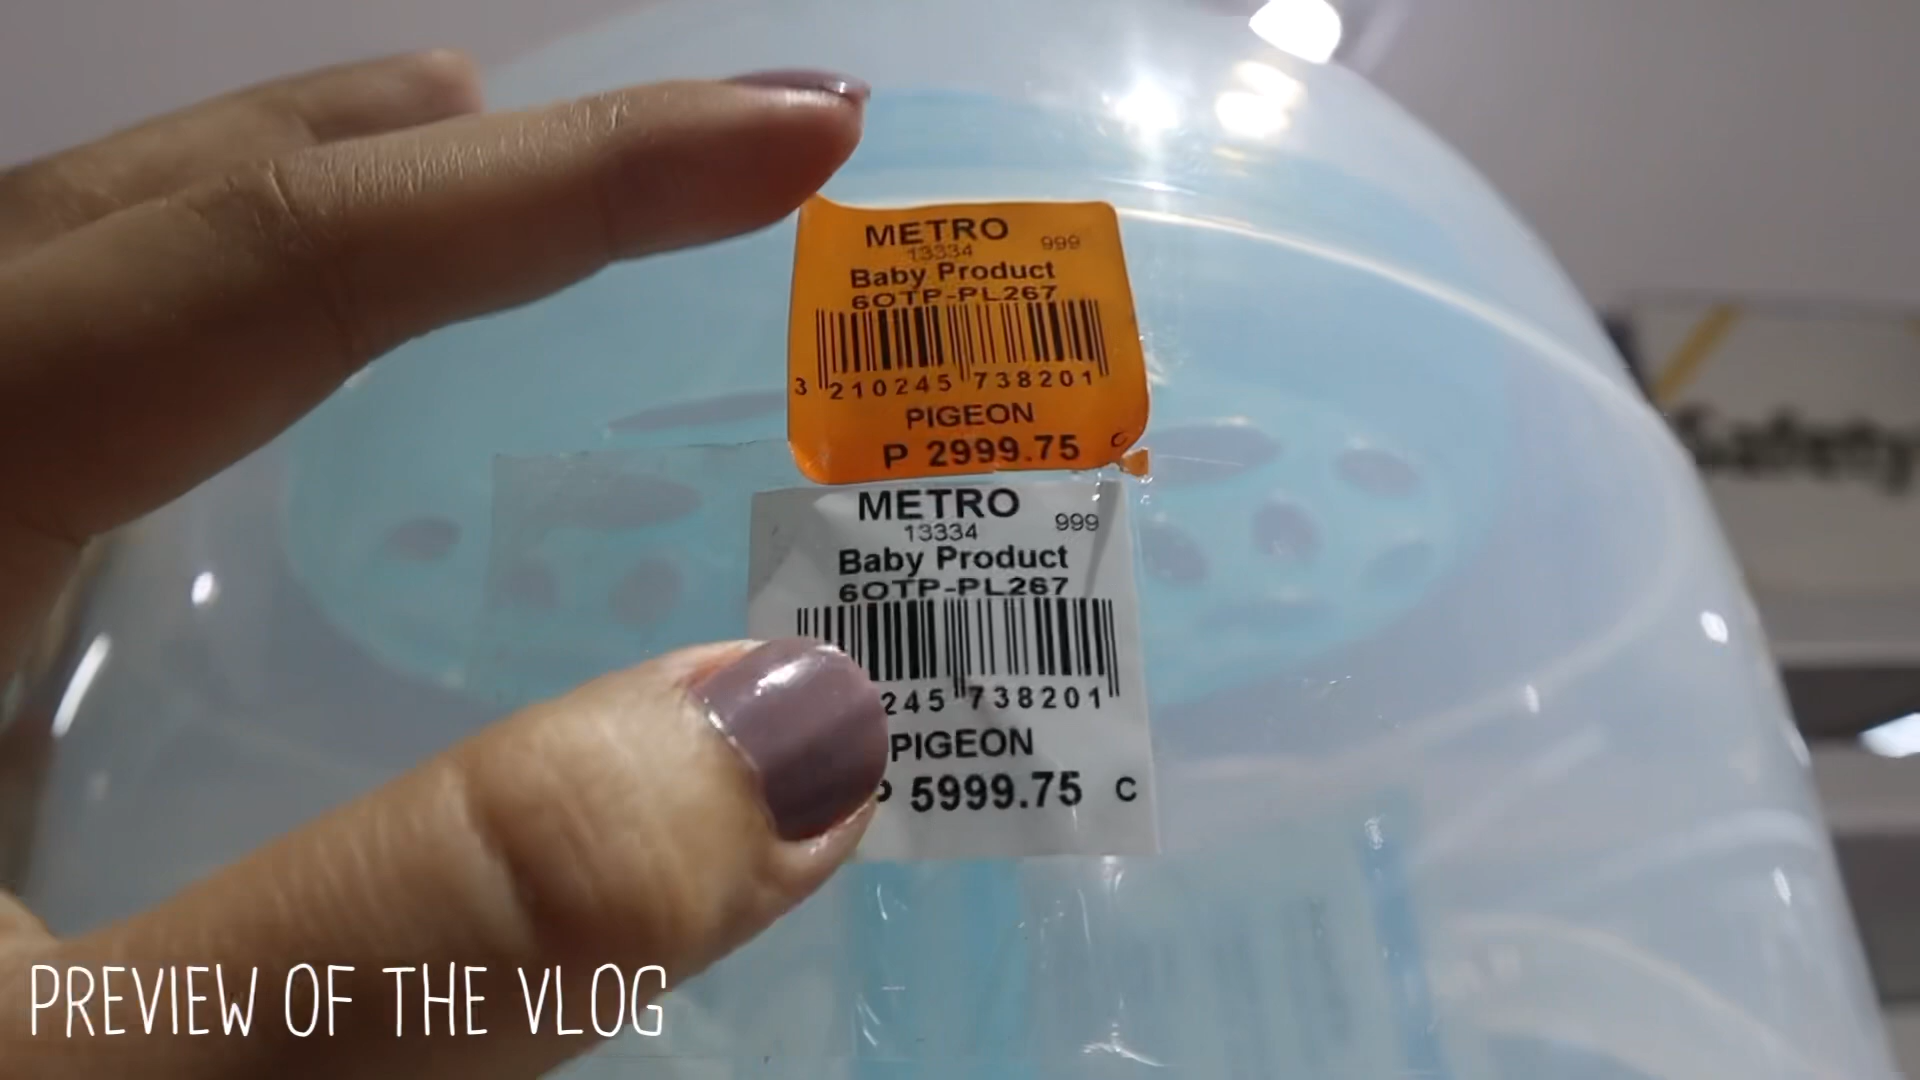 METRO
13334 999
Baby Product
6OTP-PL267
3 210245 738201
PIGEON
P 2999.75 C
METRO
13334 999
Baby Product
6OTP-PL267
245 738201
PIGEON
P 5999.75 C
Safety
PREVIEW OF THE VLOG